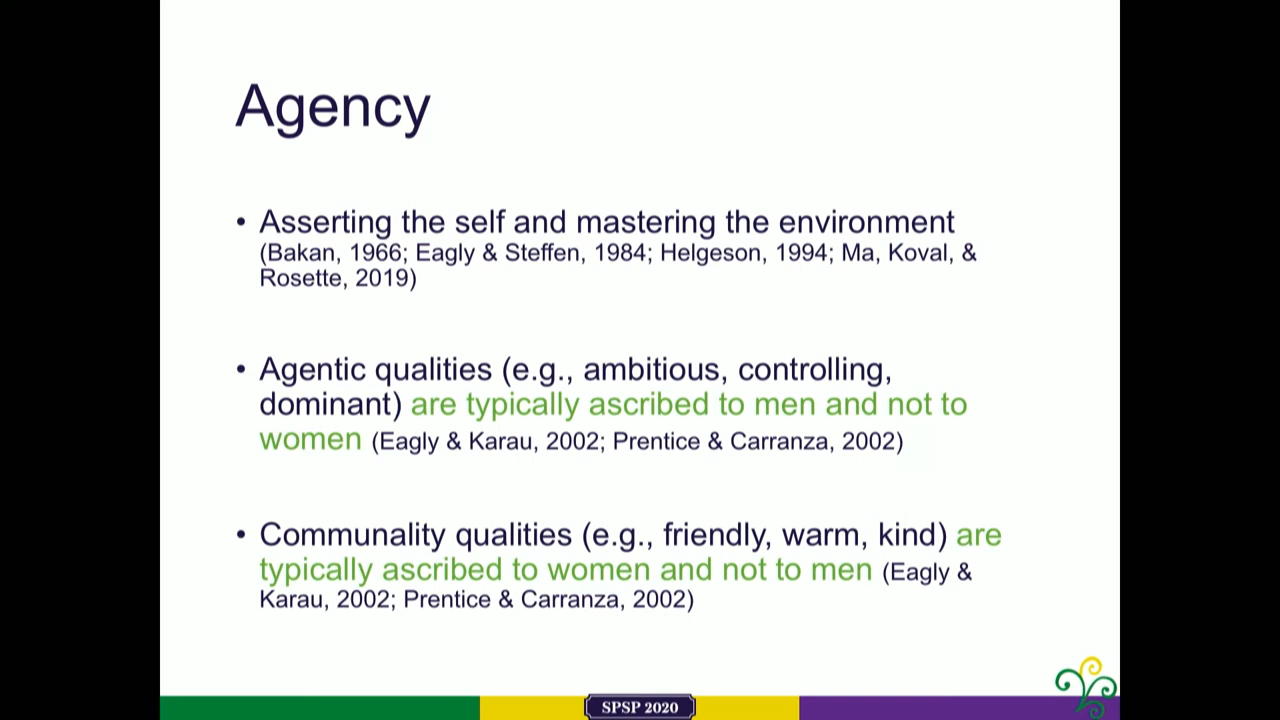 Agency
• Asserting the self and mastering the environment
(Bakan, 1966; Eagly & Steffen, 1984; Helgeson, 1994; Ma, Koval, &
Rosette, 2019)
• Agentic qualities (e.g., ambitious, controlling,
dominant) are typically ascribed to men and not to
women (Eagly & Karau, 2002; Prentice & Carranza, 2002)
• Communality qualities (e.g., friendly, warm, kind) are
typically ascribed to women and not to men (Eagly &
Karau, 2002; Prentice & Carranza, 2002)
SPSP 2020